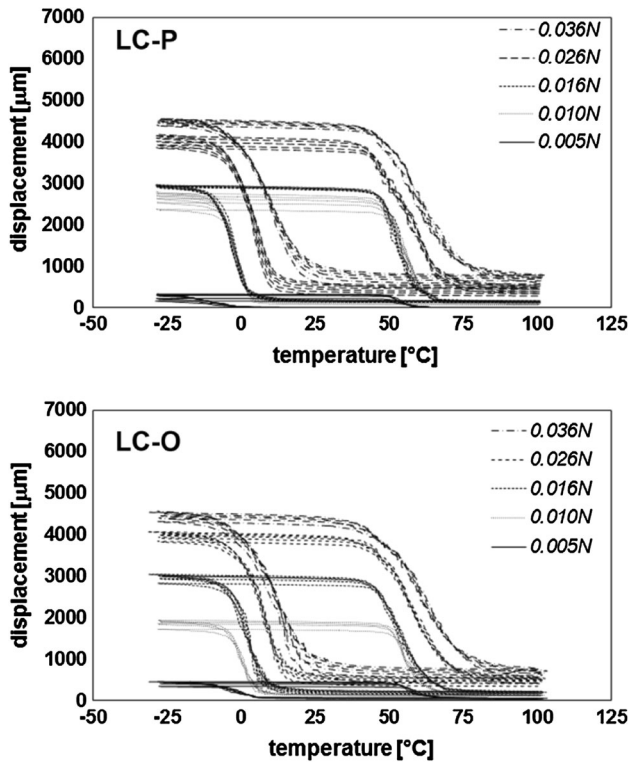 7000
6000
5000
4000
3000
2000
1000
0
displacement [µm]
LC-P
0.036N
0.026N
0.016N
0.010N
0.005N
-50 -25 0 25 50 75 100 125
temperature [°C]
7000
6000
5000
4000
3000
2000
1000
0
displacement [µm]
LC-O
0.036N
0.026N
0.016N
0.010N
0.005N
-50 -25 0 25 50 75 100 125
temperature [°C]